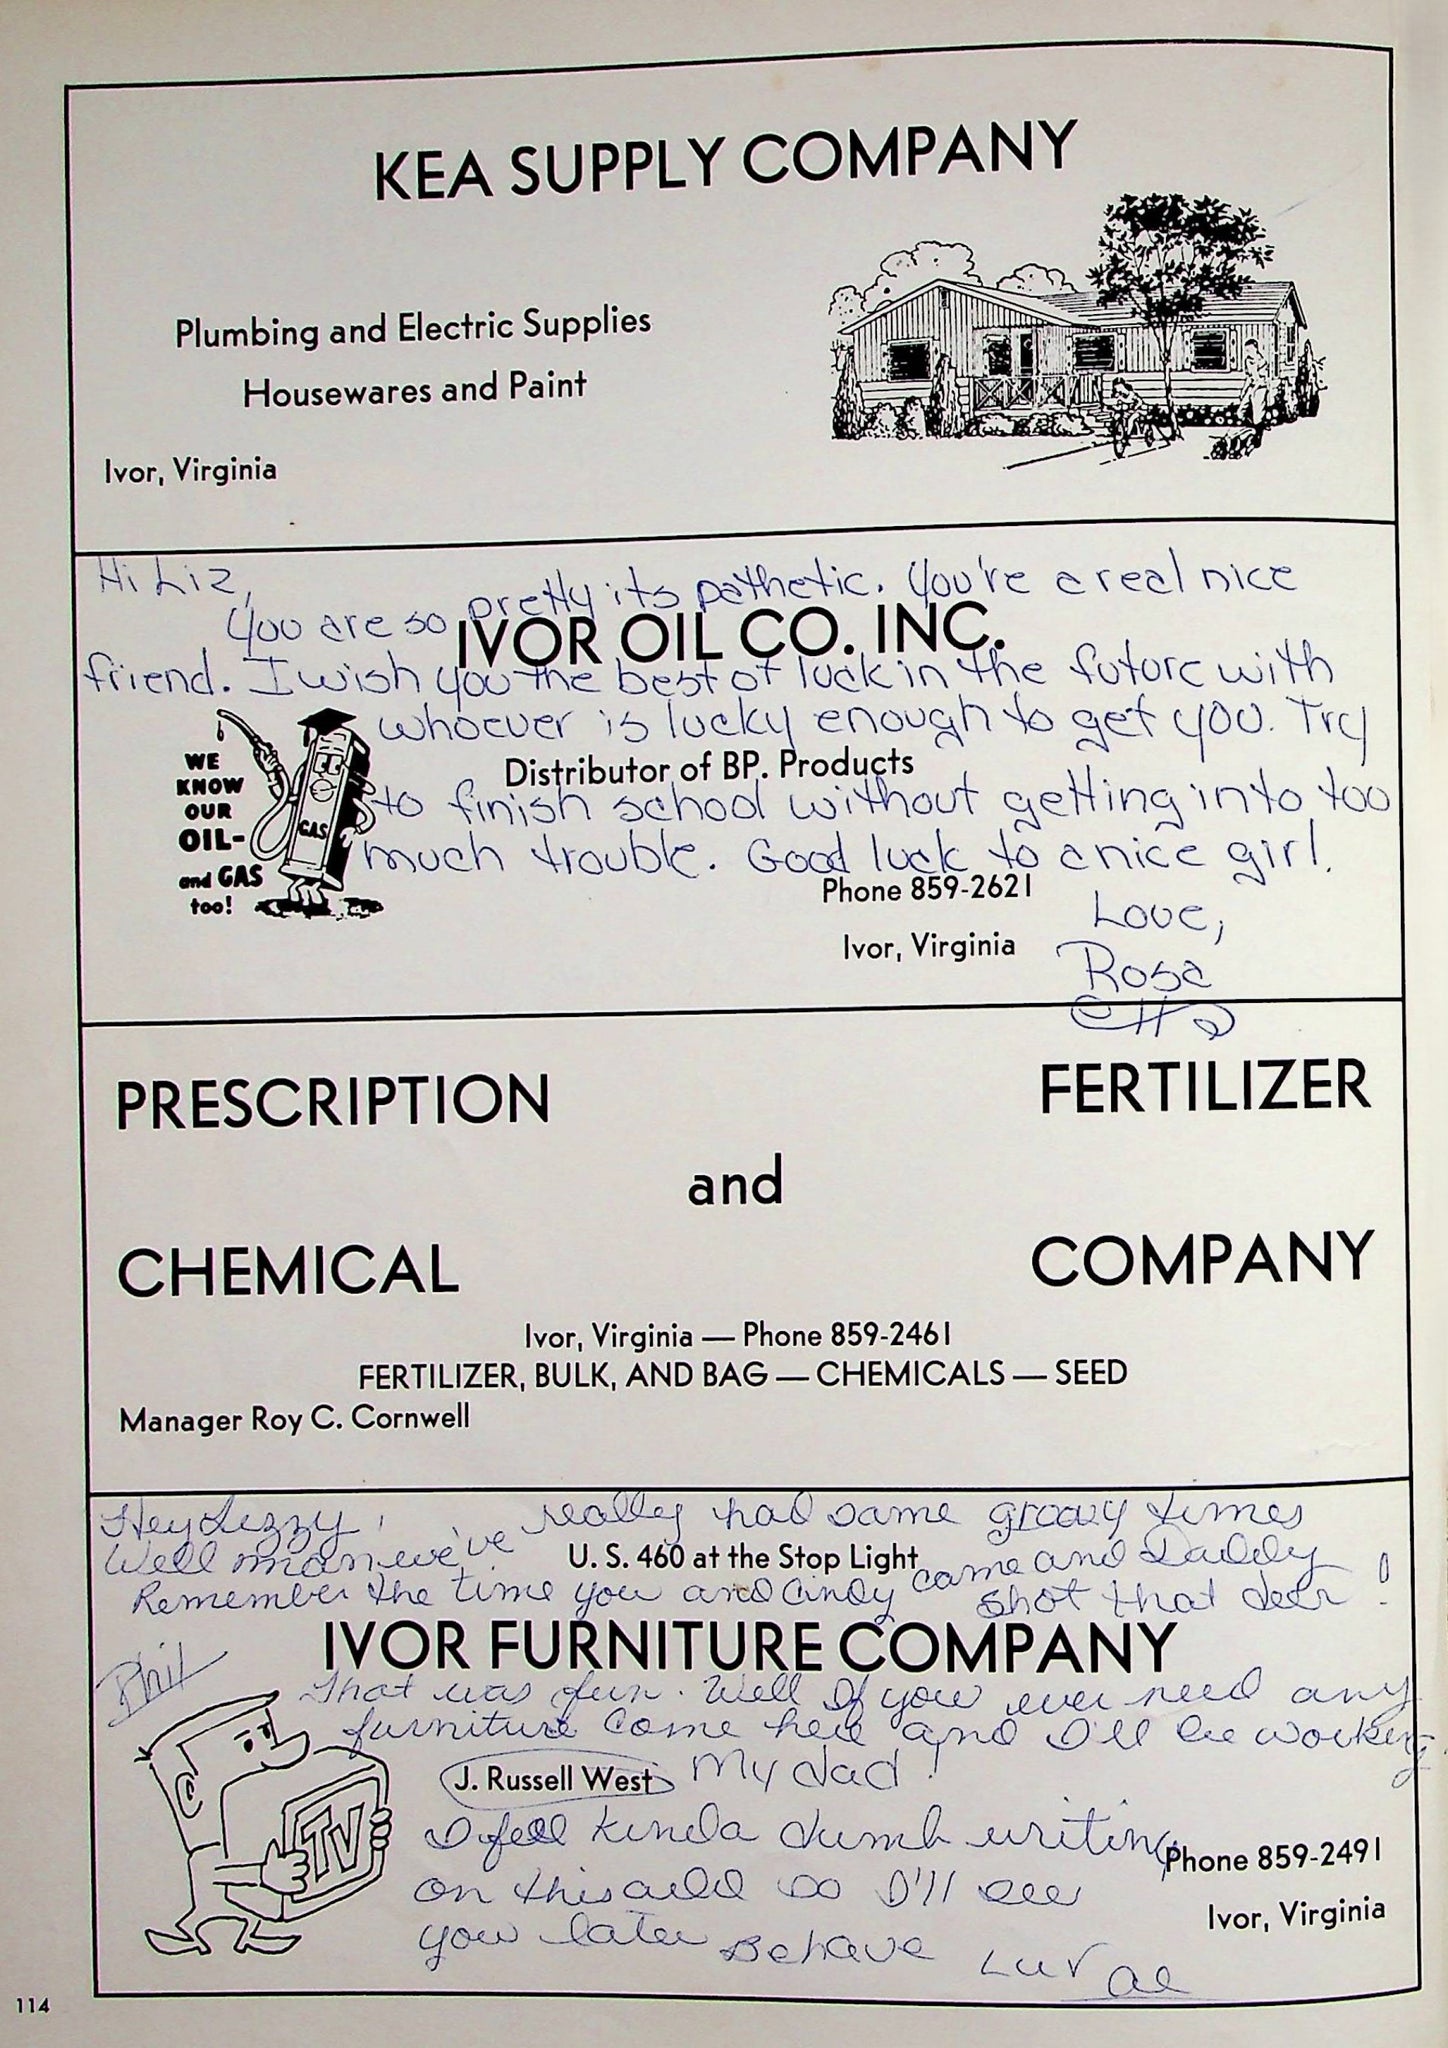 KEA SUPPLY COMPANY
Plumbing and Electric Supplies
Housewares and Paint
Ivor, Virginia
Hi Liz,
You are so pretty its pathetic. You're a real nice
IVOR OIL CO. INC.
friend. I wish you the best of luck in the future with
whoever is lucky enough to get you. Try
Distributor of BP. Products
to finish school without getting into too
much trouble. Good luck to a nice girl.
WE
KNOW
OUR
OIL-
and GAS
too!
GAS
Phone 859-2621
Ivor, Virginia
Love,
Rosa
PRESCRIPTION FERTILIZER
and
CHEMICAL COMPANY
Ivor, Virginia — Phone 859-2461
FERTILIZER, BULK, AND BAG — CHEMICALS — SEED
Manager Roy C. Cornwell
Hey Lizzy!
Well man we've really had some groovy times
U. S. 460 at the Stop Light
Remember the time you and Cindy came and Daddy
shot that deer!
IVOR FURNITURE COMPANY
Phil
That was fun. Well If you ever need any
furniture come here and I'll be working
J. Russell West My dad!
TV
I feel kinda dumb writing
Phone 859-2491
on this add so I'll see
Ivor, Virginia
you later Behave Luv
114